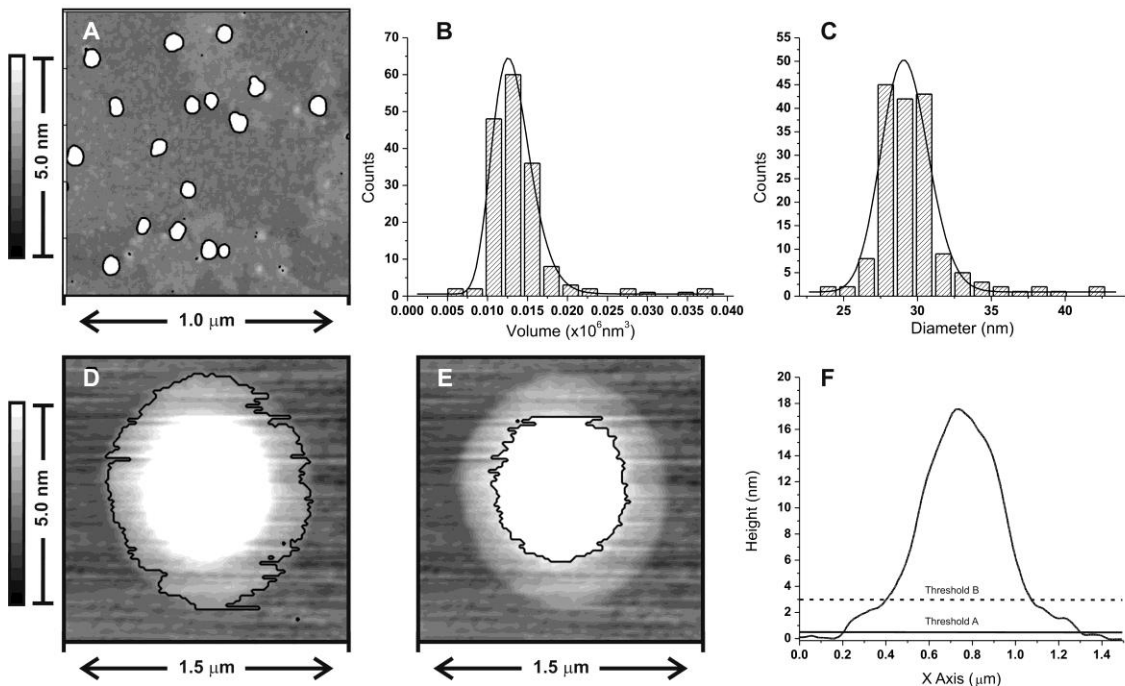 A
5.0 nm
1.0 μm
B
Counts
70
60
50
40
30
20
10
0
0.000 0.005 0.010 0.015 0.020 0.025 0.030 0.035 0.040
Volume (x10⁶nm³)
C
Counts
55
50
45
40
35
30
25
20
15
10
5
0
25 30 35 40
Diameter (nm)
D
5.0 nm
1.5 μm
E
1.5 μm
F
Height (nm)
20
18
16
14
12
10
8
6
4
2
0
Threshold B
Threshold A
0.0 0.2 0.4 0.6 0.8 1.0 1.2 1.4
X Axis (μm)